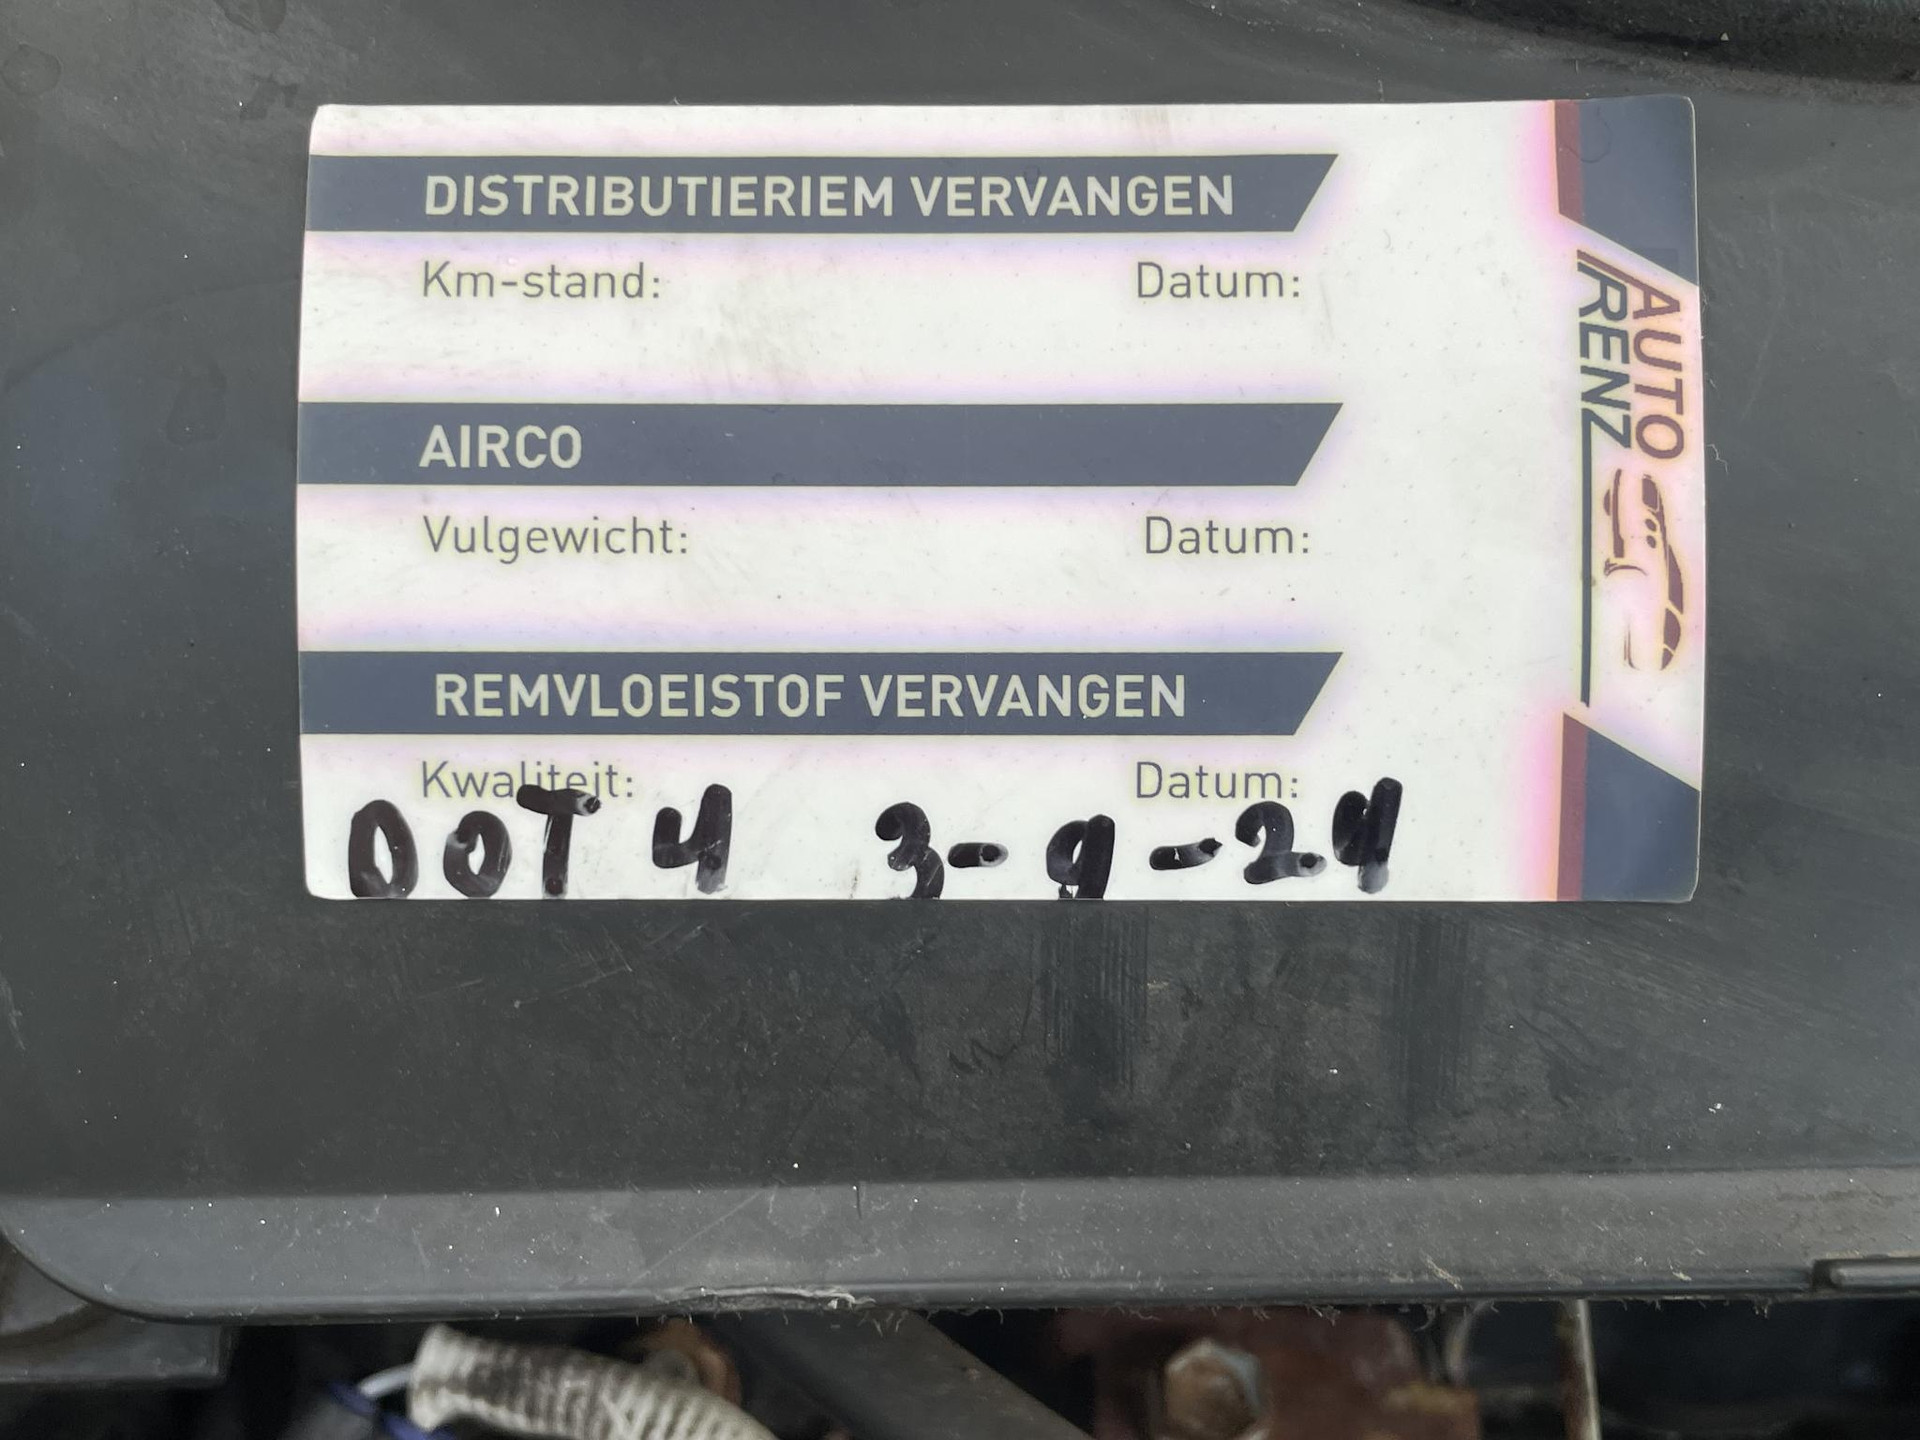 DISTRIBUTIERIEM VERVANGEN
Km-stand: Datum:
AIRCO
Vulgewicht: Datum:
REMVLOEISTOF VERVANGEN
Kwaliteit: Datum:
DOT 4 3-9-24
AUTO
RENZ